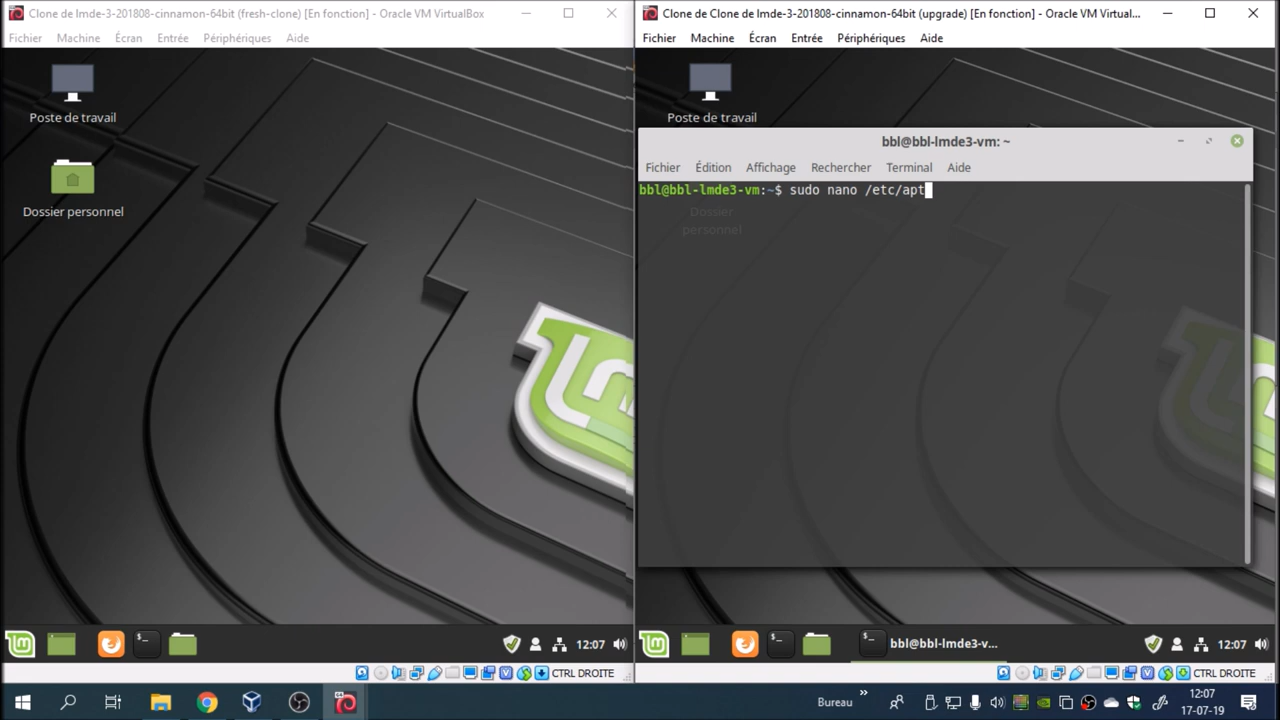 Clone de lmde-3-201808-cinnamon-64bit (fresh-clone) [En fonction] - Oracle VM VirtualBox
Fichier Machine Écran Entrée Périphériques Aide
Poste de travail
Dossier personnel
12:07
CTRL DROITE
Clone de Clone de lmde-3-201808-cinnamon-64bit (upgrade) [En fonction] - Oracle VM Virtual...
Fichier Machine Écran Entrée Périphériques Aide
Poste de travail
bbl@bbl-lmde3-vm: ~
Fichier Édition Affichage Rechercher Terminal Aide
bbl@bbl-lmde3-vm:~$ sudo nano /etc/apt
Dossier
personnel
bbl@bbl-lmde3-v...
12:07
CTRL DROITE
Bureau
12:07
17-07-19